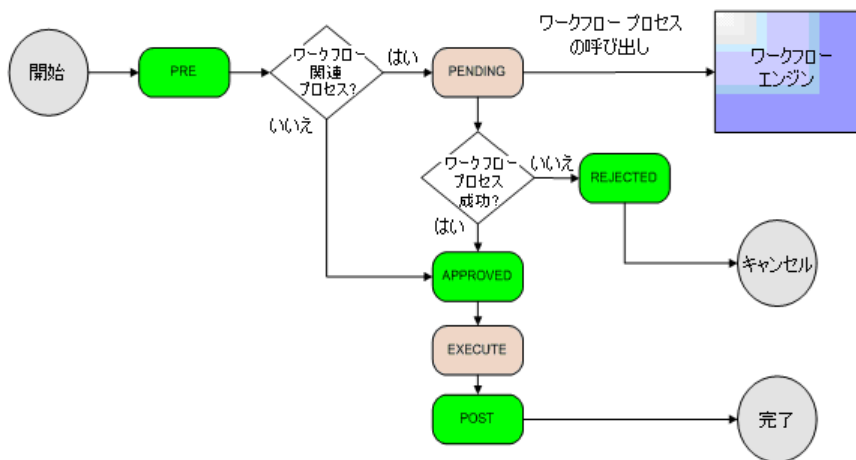 ワークフロー プロセス
の呼び出し
開始
PRE
ワークフロー
関連
プロセス?
はい
PENDING
ワークフロー
エンジン
いいえ
ワークフロー
プロセス
成功?
いいえ
REJECTED
はい
キャンセル
APPROVED
EXECUTE
POST
完了